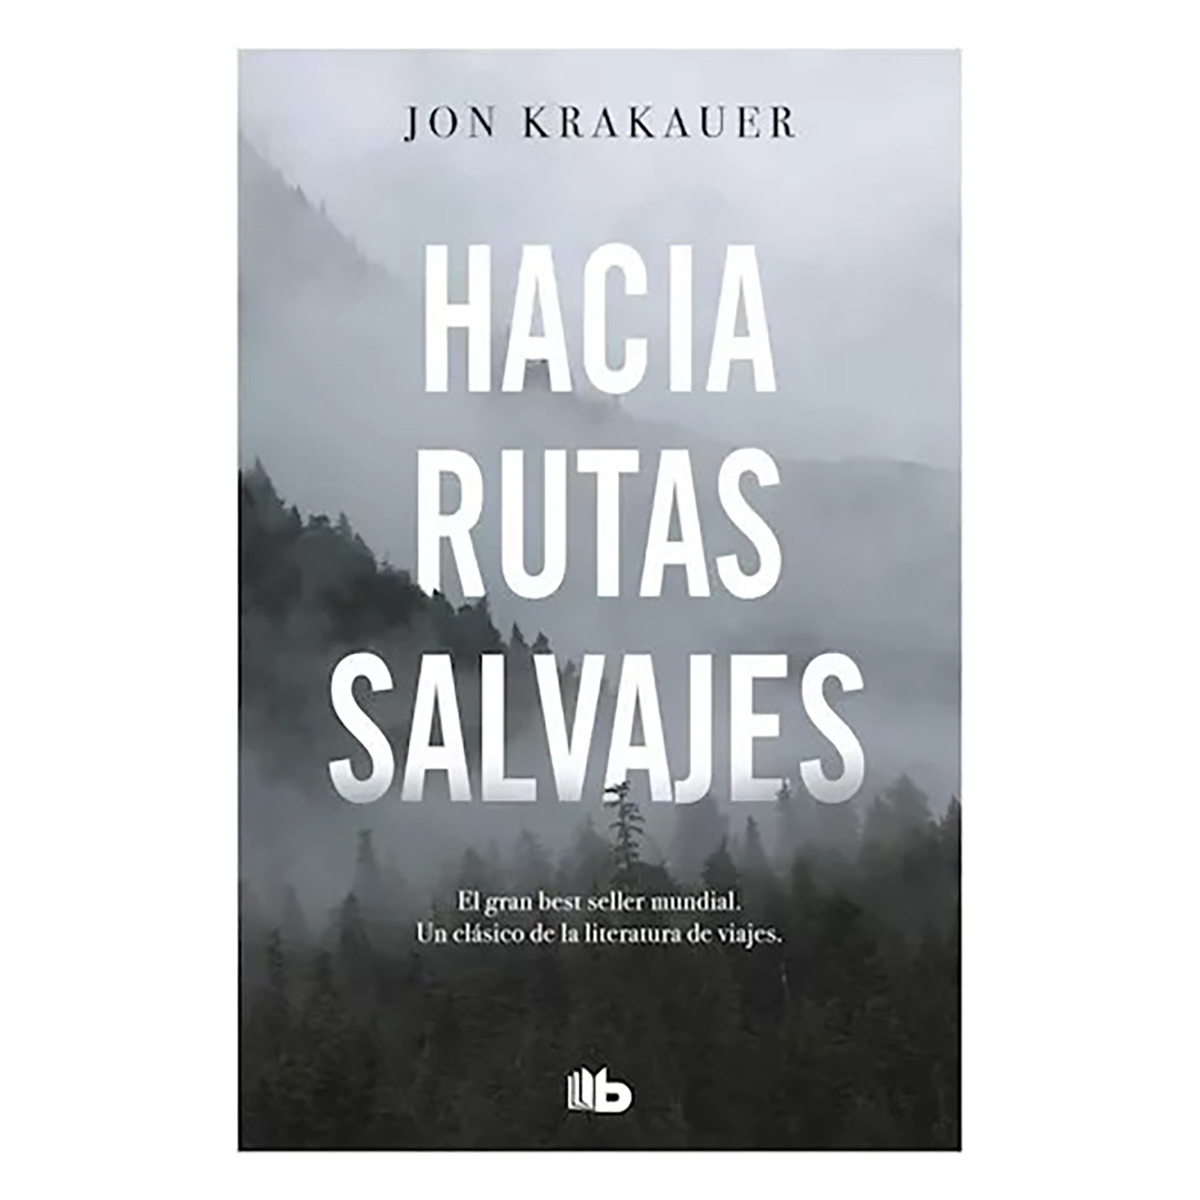 JON KRAKAUER
HACIA
RUTAS
SALVAJES
El gran best seller mundial.
Un clásico de la literatura de viajes.
b